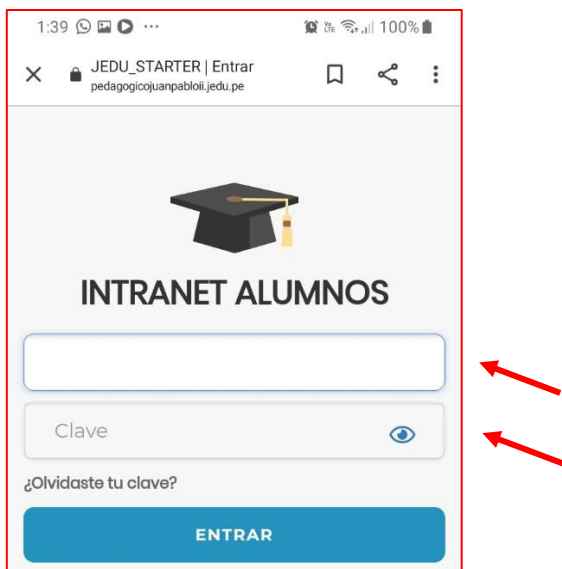 1:39 ... 100%
JEDU_STARTER | Entrar
pedagogicojuanpabloii.jedu.pe
INTRANET ALUMNOS
Clave
¿Olvidaste tu clave?
ENTRAR